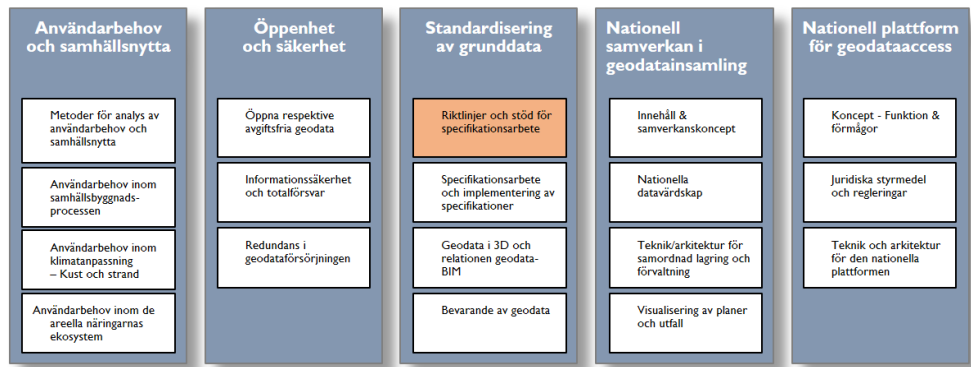 Användarbehov
och samhällsnytta
Metoder för analys av
användarbehov och
samhällsnytta
Användarbehov inom
samhällsbyggnads-
processen
Användarbehov inom
klimatanpassning
– Kust och strand
Användarbehov inom de
areella näringarnas
ekosystem
Öppenhet
och säkerhet
Öppna respektive
avgiftsfria geodata
Informationssäkerhet
och totalförsvar
Redundans i
geodataförsörjningen
Standardisering
av grunddata
Riktlinjer och stöd för
specifikationsarbete
Specifikationsarbete
och implementering av
specifikationer
Geodata i 3D och
relationen geodata-
BIM
Bevarande av geodata
Nationell
samverkan i
geodatainsamling
Innehåll &
samverkanskoncept
Nationella
datavärdskap
Teknik/arkitektur för
samordnad lagring och
förvaltning
Visualisering av planer
och utfall
Nationell plattform
för geodataaccess
Koncept - Funktion &
förmågor
Juridiska styrmedel
och regleringar
Teknik och arkitektur
för den nationella
plattformen